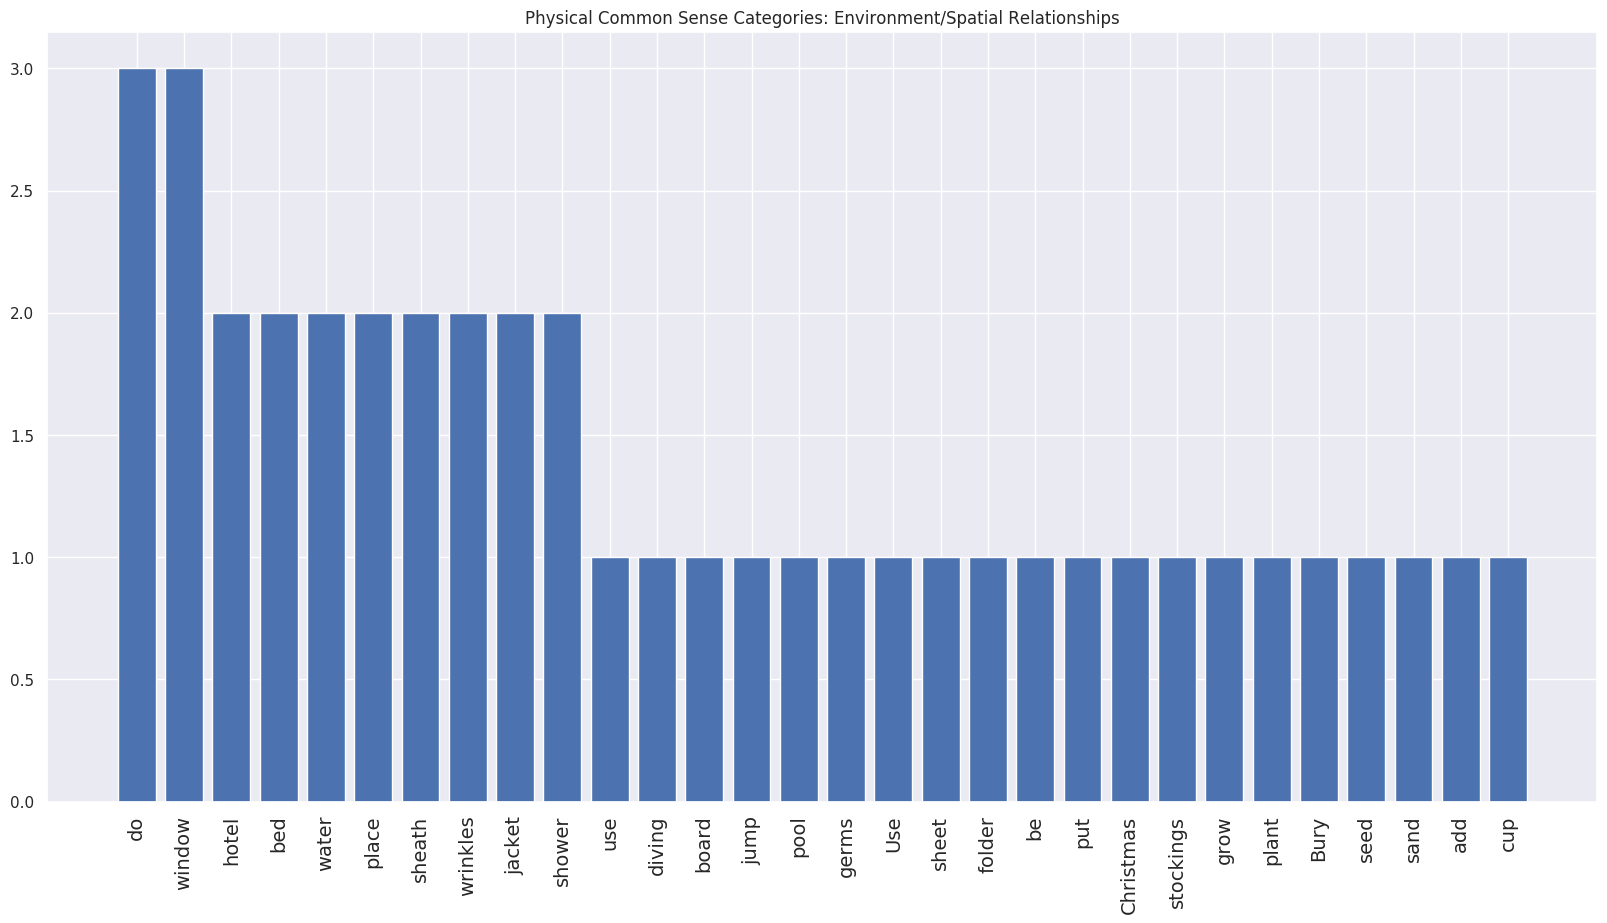 Physical Common Sense Categories: Environment/Spatial Relationships
3.0
2.5
2.0
1.5
1.0
0.5
0.0
do
window
hotel
bed
water
place
sheath
wrinkles
jacket
shower
use
diving
board
jump
pool
germs
Use
sheet
folder
be
put
Christmas
stockings
grow
plant
Bury
seed
sand
add
cup